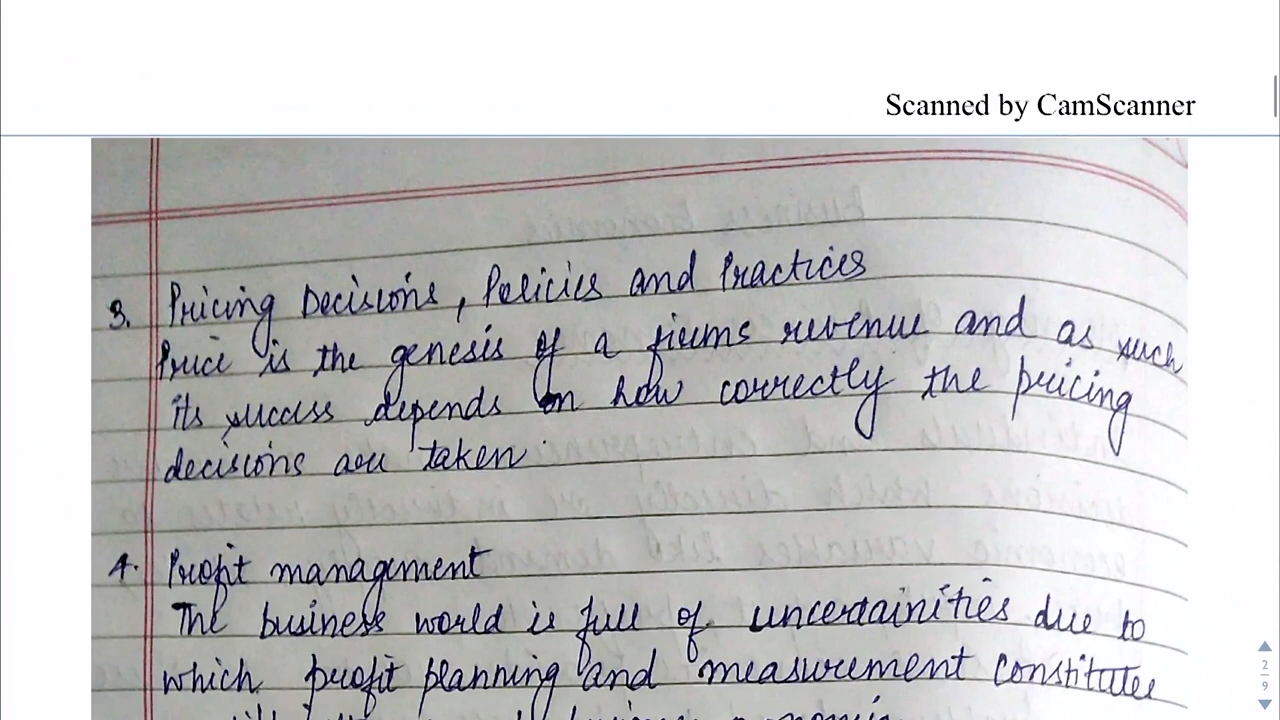 Scanned by CamScanner
3. Pricing Decisions, Policies and Practices
Price is the genesis of a firms revenue and as such
its success depends on how correctly the pricing
decisions are taken.
4. Profit management
The business world is full of uncertainities due to
which profit planning and measurement constitutes
2
9